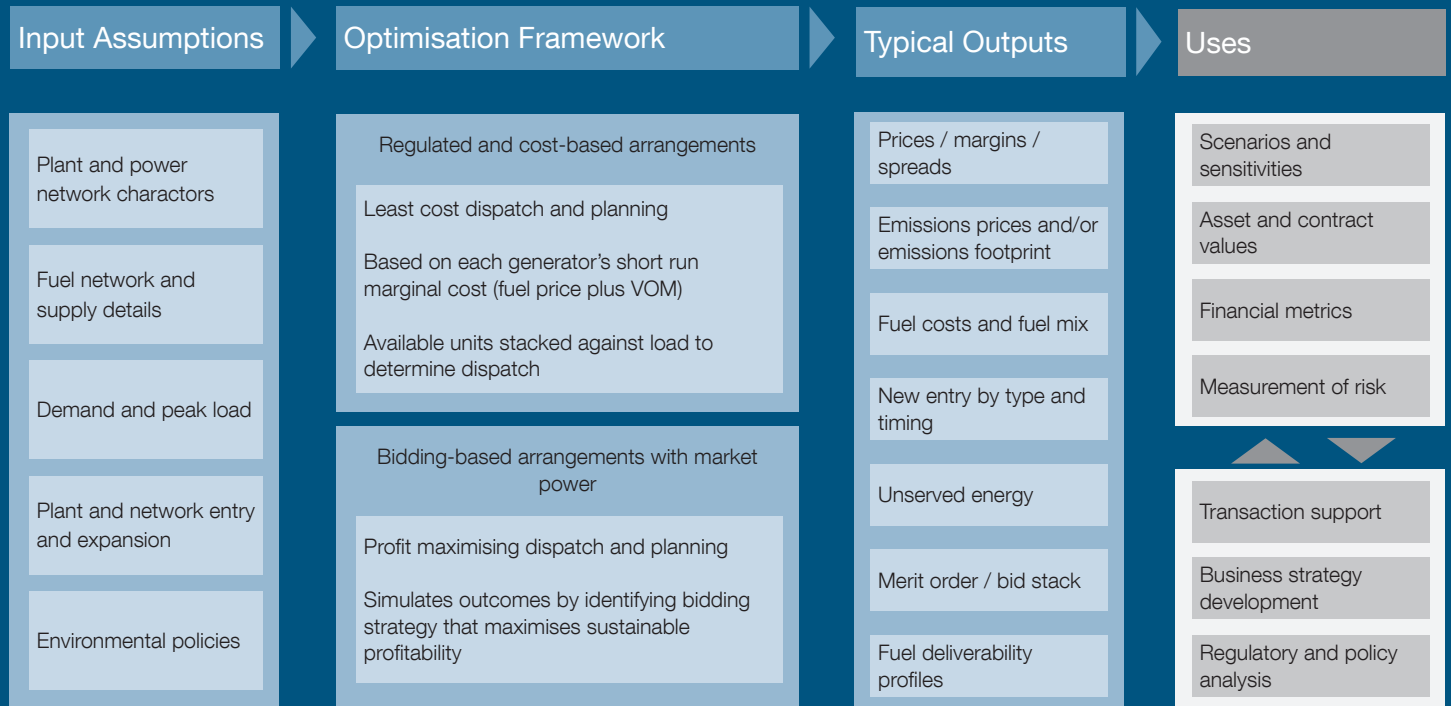 Input Assumptions
Optimisation Framework
Typical Outputs
Uses
Plant and power
network charactors
Fuel network and
supply details
Demand and peak load
Plant and network entry
and expansion
Environmental policies
Regulated and cost-based arrangements
Least cost dispatch and planning
Based on each generator’s short run
marginal cost (fuel price plus VOM)
Available units stacked against load to
determine dispatch
Bidding-based arrangements with market
power
Profit maximising dispatch and planning
Simulates outcomes by identifying bidding
strategy that maximises sustainable
profitability
Prices / margins /
spreads
Emissions prices and/or
emissions footprint
Fuel costs and fuel mix
New entry by type and
timing
Unserved energy
Merit order / bid stack
Fuel deliverability
profiles
Scenarios and
sensitivities
Asset and contract
values
Financial metrics
Measurement of risk
Transaction support
Business strategy
development
Regulatory and policy
analysis